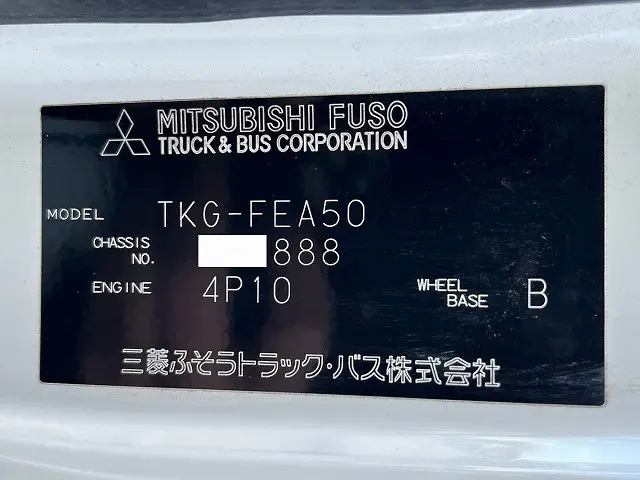 MITSUBISHI FUSO
TRUCK & BUS CORPORATION
MODEL TKG-FEA50
CHASSIS NO. 888
ENGINE 4P10 WHEEL BASE B
三菱ふそうトラック・バス株式会社